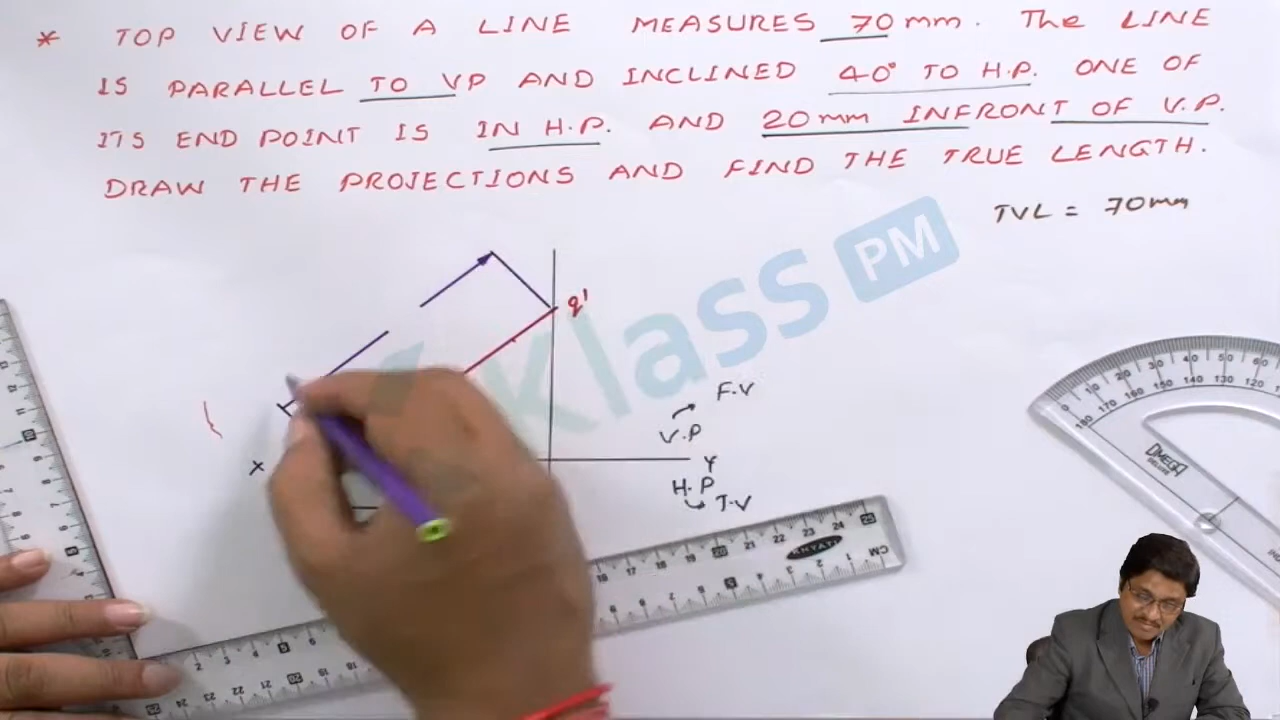 * TOP VIEW OF A LINE MEASURES 70mm. The LINE
IS PARALLEL TO VP AND INCLINED 40° TO H.P. ONE OF
ITS END POINT IS IN H.P. AND 20mm INFRONT OF V.P.
DRAW THE PROJECTIONS AND FIND THE TRUE LENGTH.
TVL = 70mm
klass PM
q'
F.V
V.P
X
Y
H.P
T.V
OMEGA